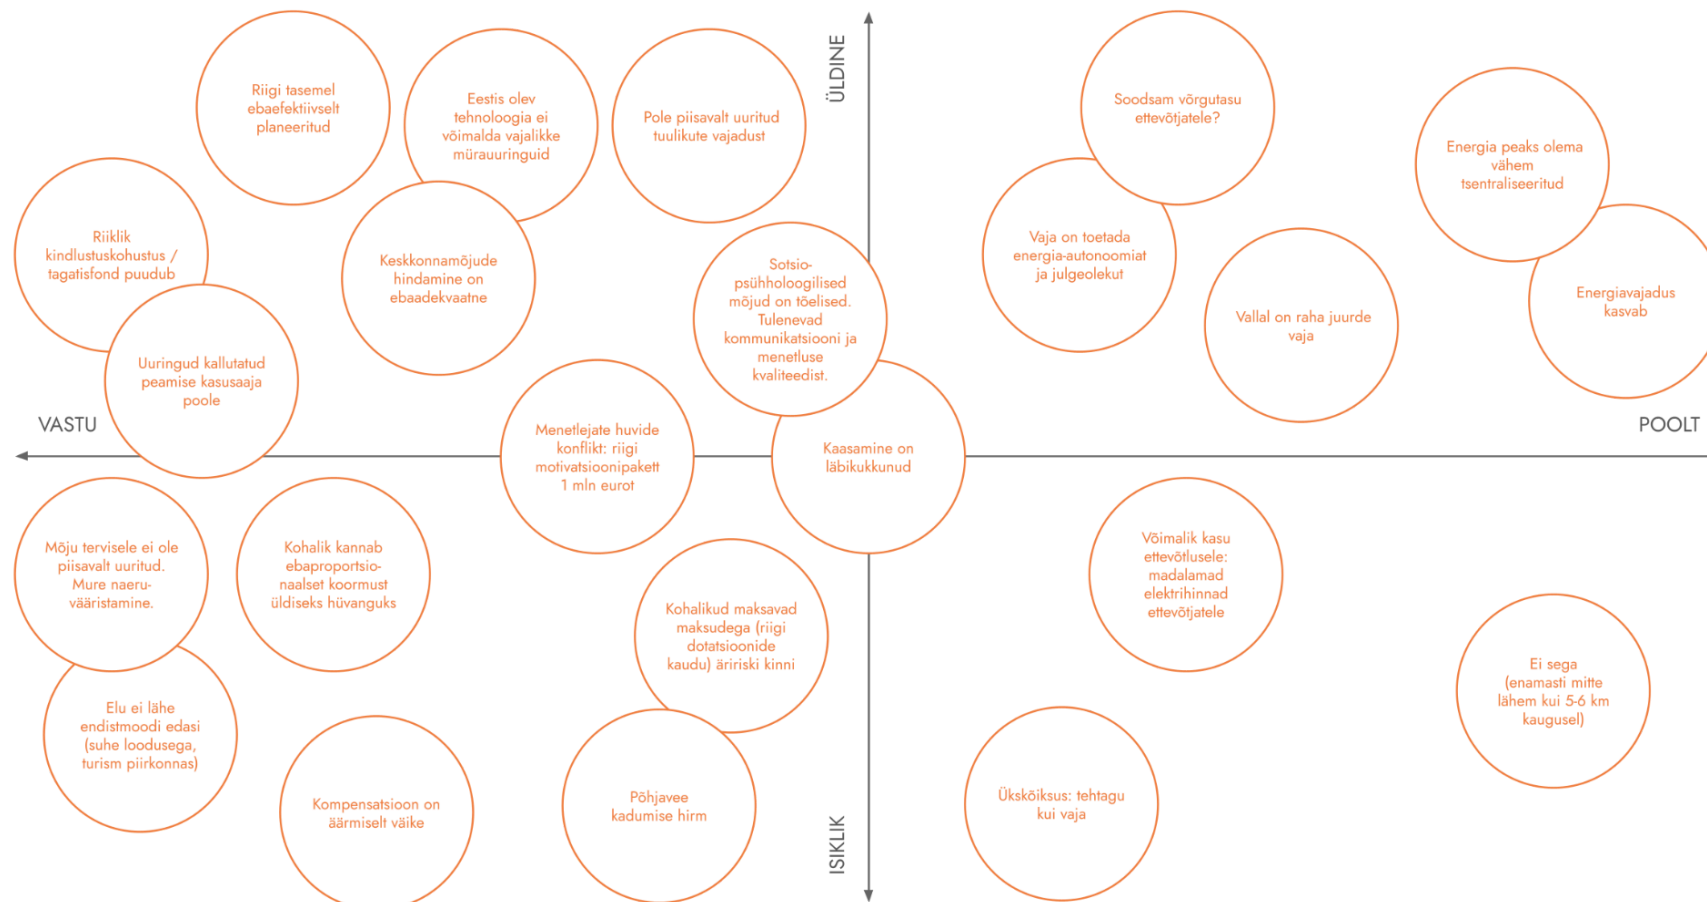 ÜLDINE
Riigi tasemel
ebaefektiivselt
planeeritud
Eestis olev
tehnoloogia ei
võimalda vajalikke
mürauuringuid
Pole piisavalt uuritud
tuulikute vajadust
Soodsam võrgutasu
ettevõtjatele?
Energia peaks olema
vähem
tsentraliseeritud
Riiklik
kindlustuskohustus /
tagatisfond puudub
Keskkonnamõjude
hindamine on
ebaadekvaatne
Sotsio-
psühholoogilised
mõjud on tõelised.
Tulenevad
kommunikatsiooni ja
menetluse
kvaliteedist.
Vaja on toetada
energia-autonoomiat
ja julgeolekut
Vallal on raha juurde
vaja
Energiavajadus
kasvab
Uuringud kallutatud
peamise kasusaaja
poole
VASTU
POOLT
Menetlejate huvide
konflikt: riigi
motivatsioonipakett
1 mln eurot
Kaasamine on
läbikukkunud
Mõju tervisele ei ole
piisavalt uuritud.
Mure naeru-
vääristamine.
Kohalik kannab
ebaproportsio-
naalset koormust
üldiseks hüvanguks
Kohalikud maksavad
maksudega (riigi
dotatsioonide
kaudu) äririski kinni
Võimalik kasu
ettevõtlusele:
madalamad
elektrihinnad
ettevõtjatele
Ei sega
(enamasti mitte
lähem kui 5-6 km
kaugusel)
Elu ei lähe
endistmoodi edasi
(suhe loodusega,
turism piirkonnas)
Kompensatsioon on
äärmiselt väike
Põhjavee
kadumise hirm
Ükskõiksus: tehtagu
kui vaja
ISIKLIK